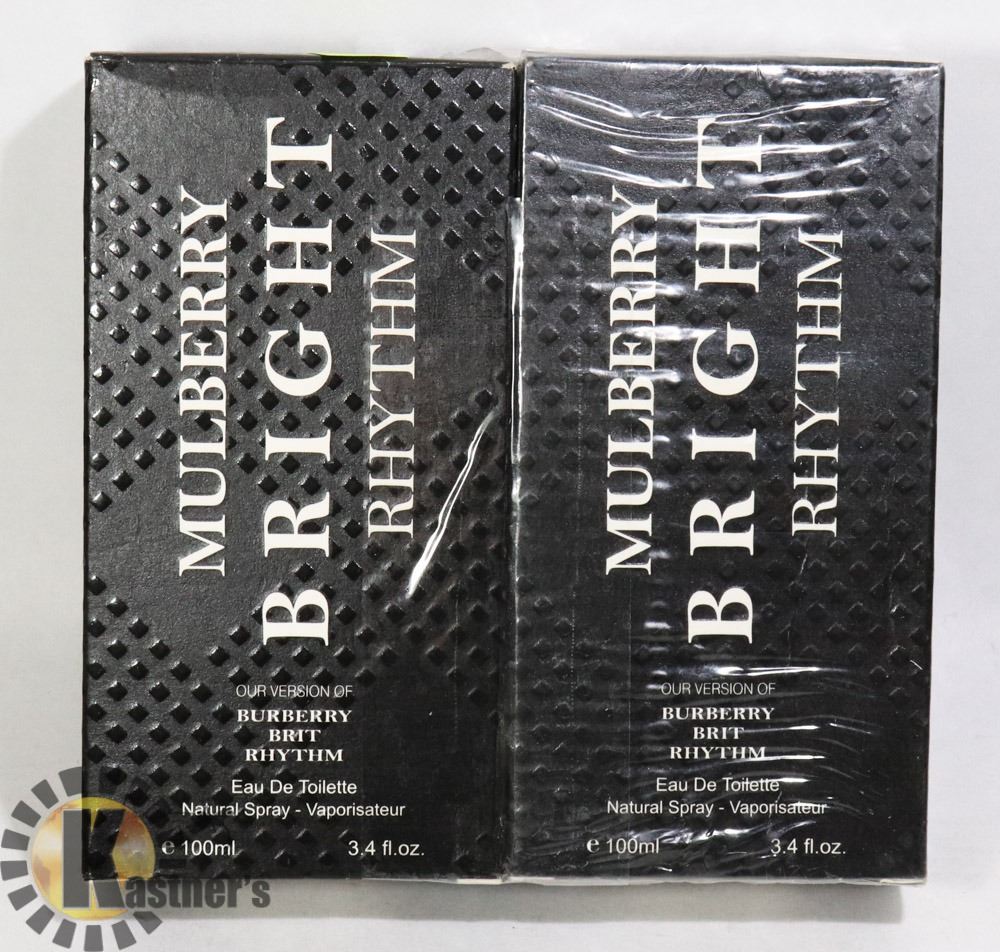 MULBERRY
BRIGHT
RHYTHM
OUR VERSION OF
BURBERRY
BRIT
RHYTHM
Eau De Toilette
Natural Spray - Vaporisateur
e 100ml 3.4 fl.oz.
MULBERRY
BRIGHT
RHYTHM
OUR VERSION OF
BURBERRY
BRIT
RHYTHM
Eau De Toilette
Natural Spray - Vaporisateur
e 100ml 3.4 fl.oz.
Kastner's